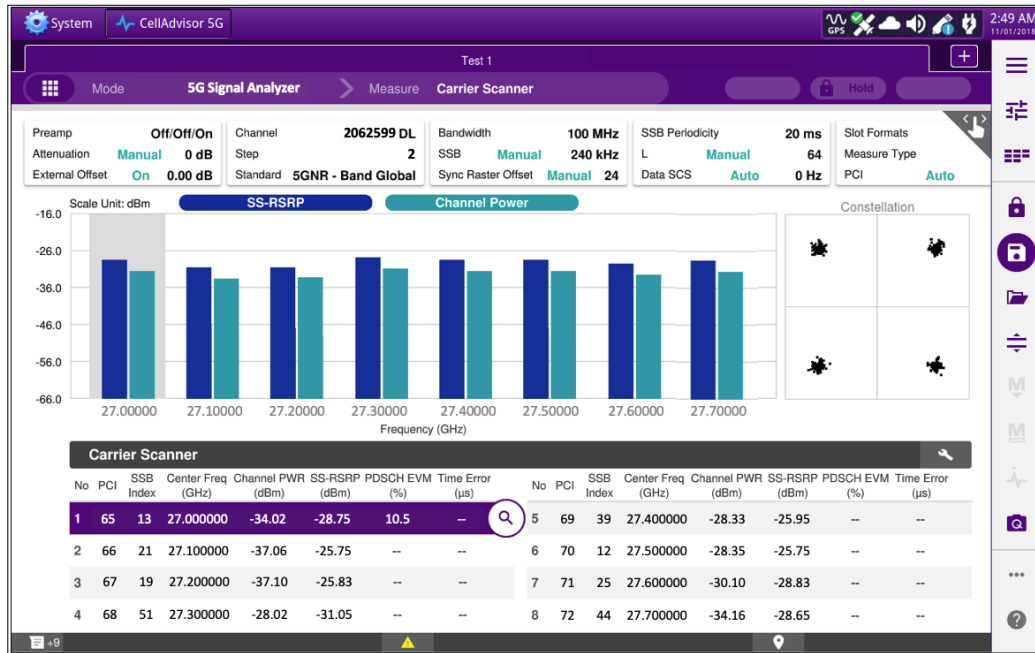 System CellAdvisor 5G GPS 2:49 AM
11/01/2018
Test 1 +
Mode 5G Signal Analyzer Measure Carrier Scanner Hold
Preamp Off/Off/On Channel 2062599 DL Bandwidth 100 MHz SSB Periodicity 20 ms Slot Formats
Attenuation Manual 0 dB Step 2 SSB Manual 240 kHz L Manual 64 Measure Type
External Offset On 0.00 dB Standard 5GNR - Band Global Sync Raster Offset Manual 24 Data SCS Auto 0 Hz PCI Auto
Scale Unit: dBm SS-RSRP Channel Power Constellation
-16.0
-26.0
-36.0
-46.0
-56.0
-66.0
27.00000 27.10000 27.20000 27.30000 27.40000 27.50000 27.60000 27.70000
Frequency (GHz)
Carrier Scanner
No PCI SSB Index Center Freq (GHz) Channel PWR (dBm) SS-RSRP (dBm) PDSCH EVM (%) Time Error (µs) No PCI SSB Index Center Freq (GHz) Channel PWR (dBm) SS-RSRP (dBm) PDSCH EVM (%) Time Error (µs)
1 65 13 27.000000 -34.02 -28.75 10.5 -- 5 69 39 27.400000 -28.33 -25.95 -- --
2 66 21 27.100000 -37.06 -25.75 -- -- 6 70 12 27.500000 -28.35 -25.75 -- --
3 67 19 27.200000 -37.10 -25.83 -- -- 7 71 25 27.600000 -30.10 -28.83 -- --
4 68 51 27.300000 -28.02 -31.05 -- -- 8 72 44 27.700000 -34.16 -28.65 -- --
+9
M
M